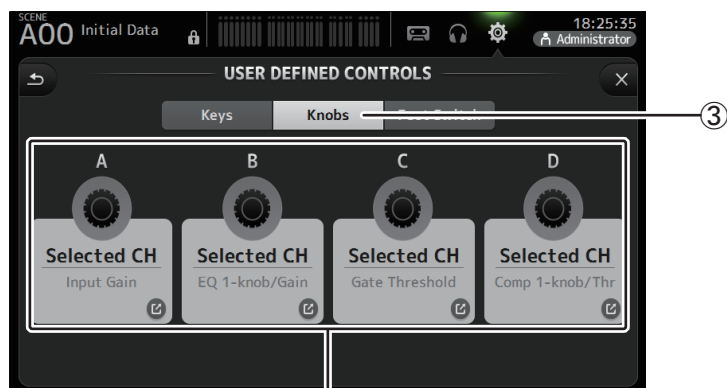 SCENE
A00 Initial Data
18:25:35
Administrator
USER DEFINED CONTROLS
Keys Knobs
3
A B C D
Selected CH Selected CH Selected CH Selected CH
Input Gain EQ 1-knob/Gain Gate Threshold Comp 1-knob/Thr